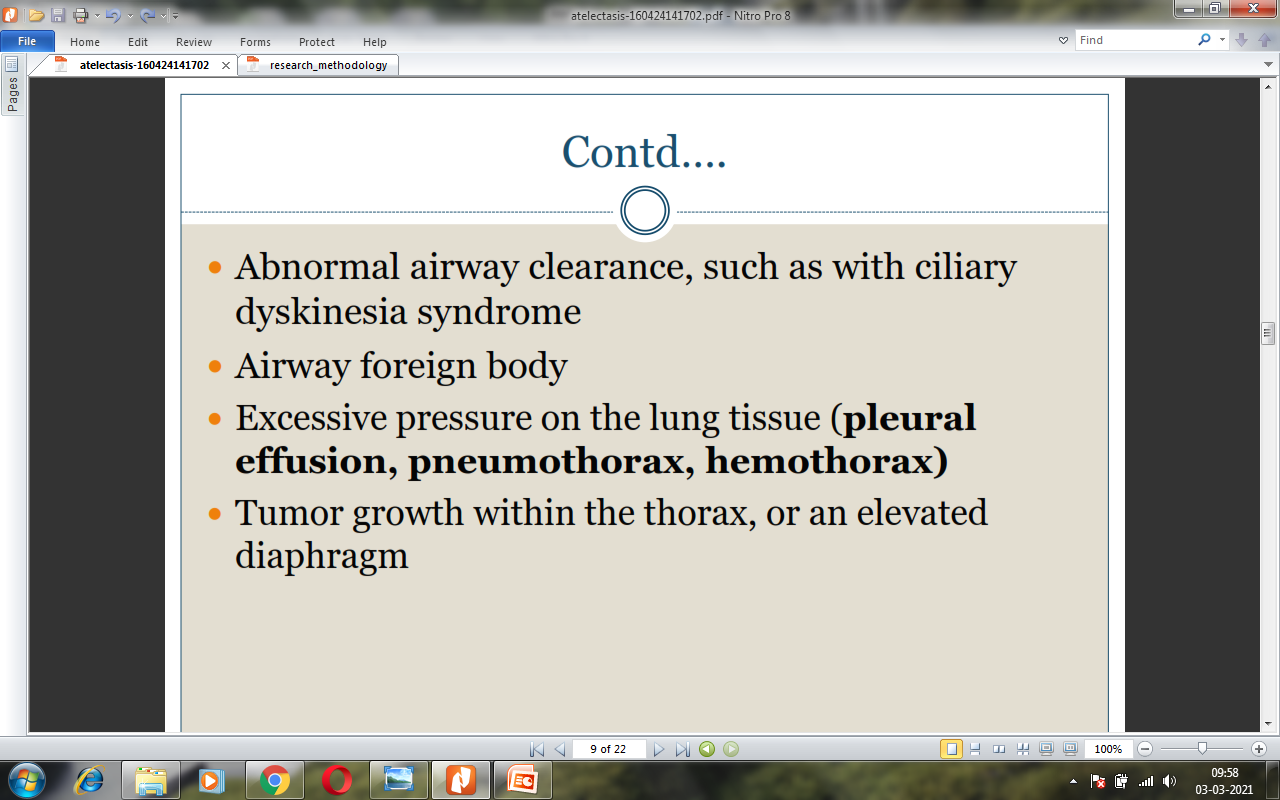 atelectasis-160424141702.pdf - Nitro Pro 8
File Home Edit Review Forms Protect Help
Find
atelectasis-160424141702 research_methodology
Pages
Contd....
Abnormal airway clearance, such as with ciliary
dyskinesia syndrome
Airway foreign body
Excessive pressure on the lung tissue (pleural
effusion, pneumothorax, hemothorax)
Tumor growth within the thorax, or an elevated
diaphragm
9 of 22
100%
09:58
03-03-2021